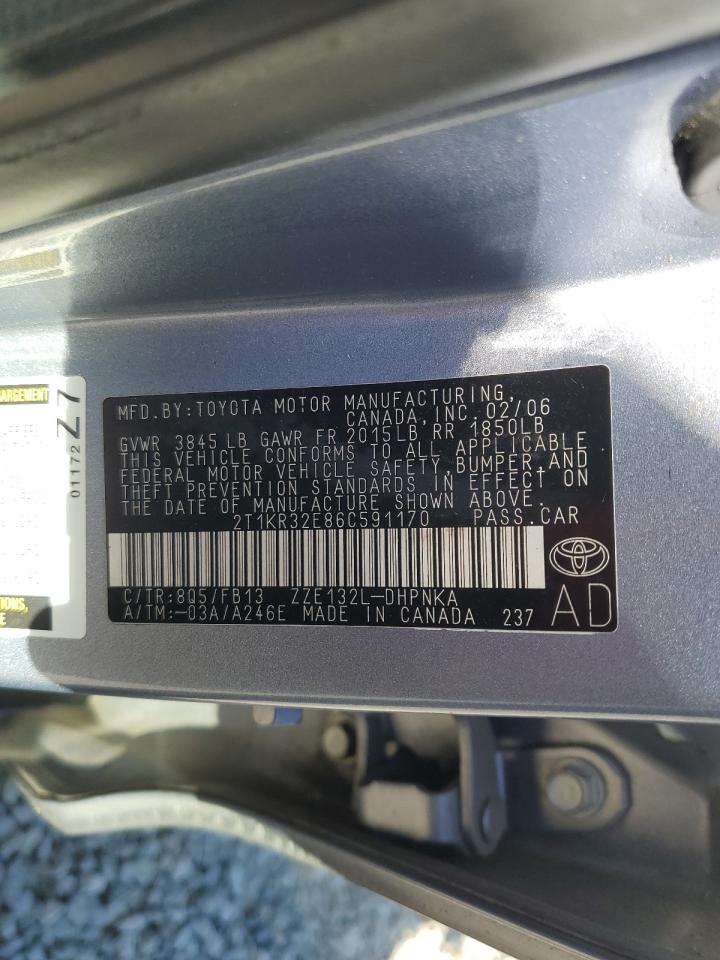 MFD.BY:TOYOTA MOTOR MANUFACTURING,
CANADA,INC. 02/06
GVWR 3845 LB GAWR FR 2015LB,RR 1850LB
THIS VEHICLE CONFORMS TO ALL APPLICABLE
FEDERAL MOTOR VEHICLE SAFETY,BUMPER,AND
THEFT PREVENTION STANDARDS IN EFFECT ON
THE DATE OF MANUFACTURE SHOWN ABOVE.
2T1KR32E86C591170 PASS.CAR
C/TR:8Q5/FB13 ZZE132L-DHPNKA
A/TM:-03A/A246E MADE IN CANADA 237
AD
01172
Z7